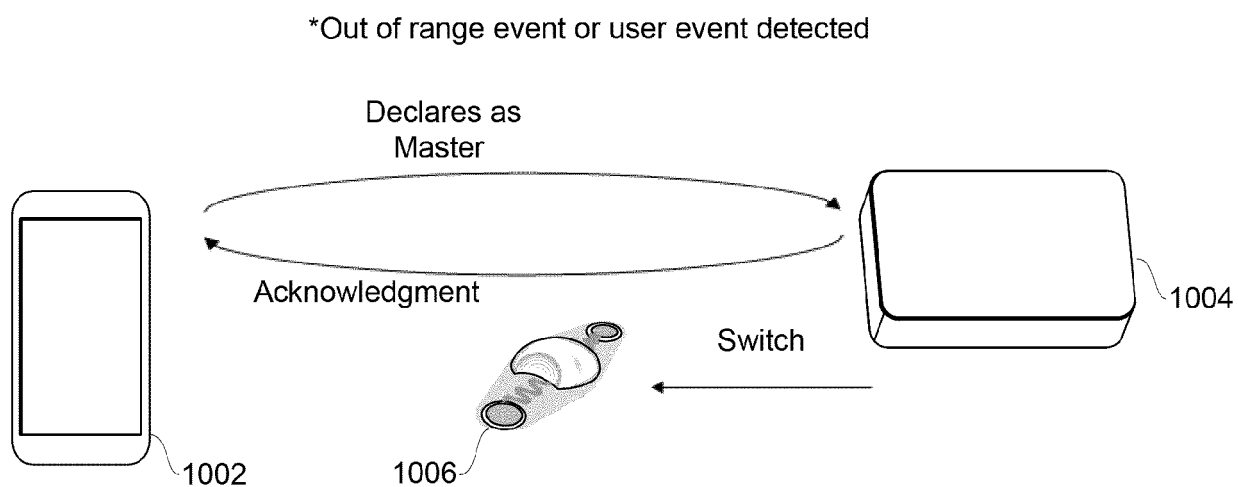 *Out of range event or user event detected
Declares as
Master
Acknowledgment
1004
Switch
1002
1006